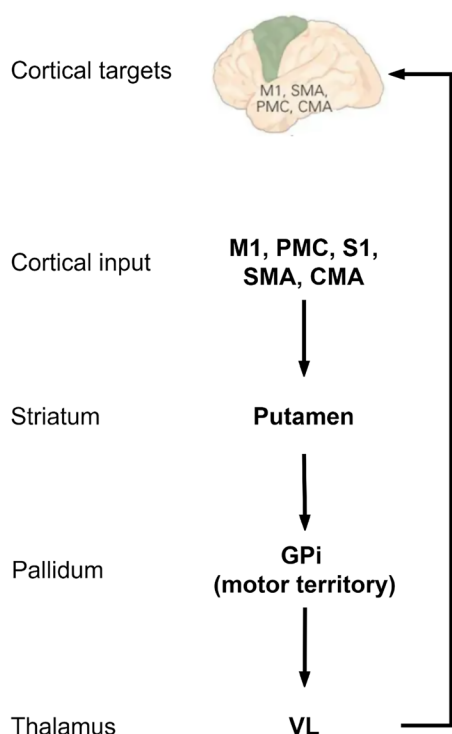 Cortical targets
M1, SMA,
PMC, CMA
Cortical input
M1, PMC, S1,
SMA, CMA
Striatum
Putamen
Pallidum
GPi
(motor territory)
Thalamus
VL